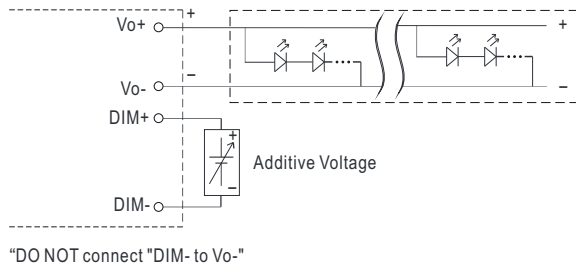 Vo+
+
+
Vo-
–
–
DIM+
+
Additive Voltage
–
DIM-
“DO NOT connect "DIM- to Vo-"